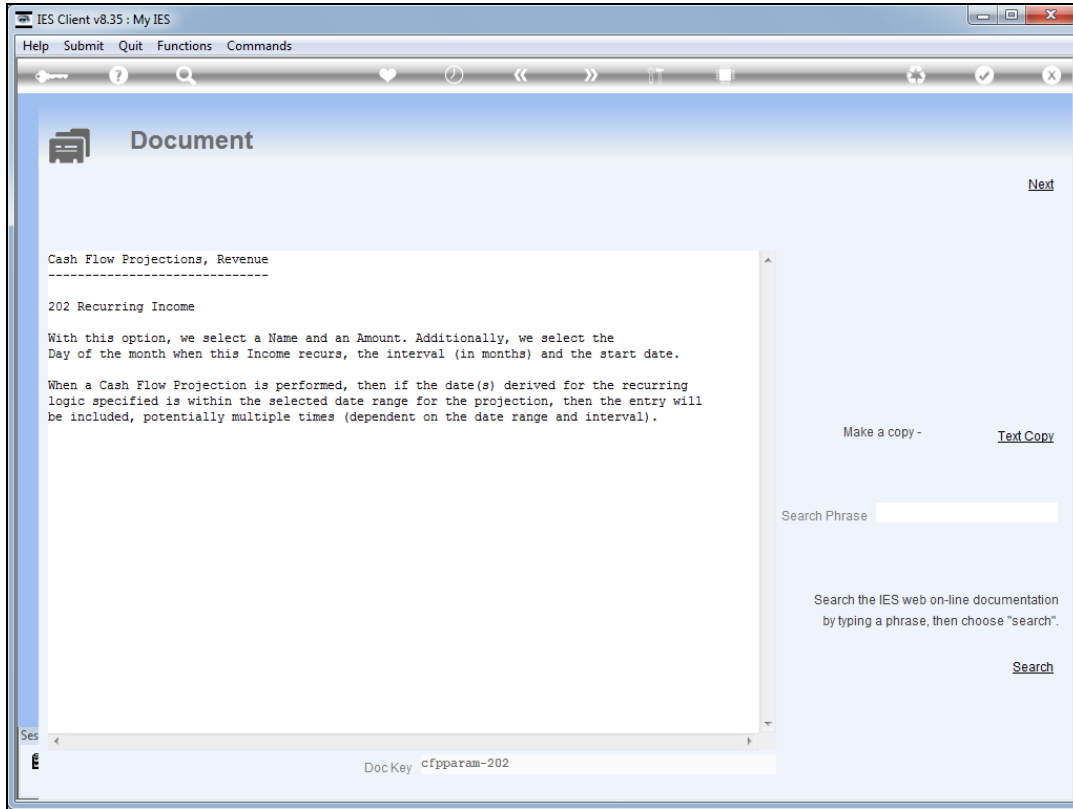 IES Client v8.35 : My IES
Help Submit Quit Functions Commands
Document
Next
Cash Flow Projections, Revenue
------------------------------
202 Recurring Income
With this option, we select a Name and an Amount. Additionally, we select the
Day of the month when this Income recurs, the interval (in months) and the start date.
When a Cash Flow Projection is performed, then if the date(s) derived for the recurring
logic specified is within the selected date range for the projection, then the entry will
be included, potentially multiple times (dependent on the date range and interval).
Make a copy - Text Copy
Search Phrase
Search the IES web on-line documentation
by typing a phrase, then choose "search".
Search
Ses
Doc Key cfpparam-202